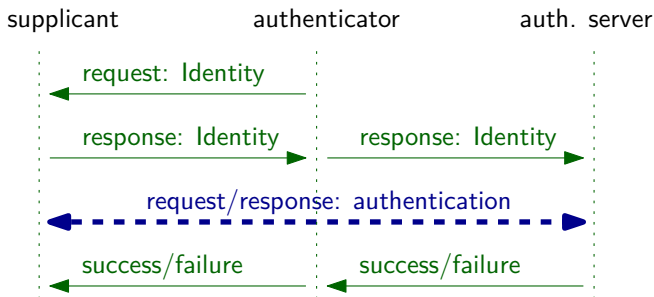 supplicant authenticator auth. server
request: Identity
response: Identity response: Identity
request/response: authentication
success/failure success/failure